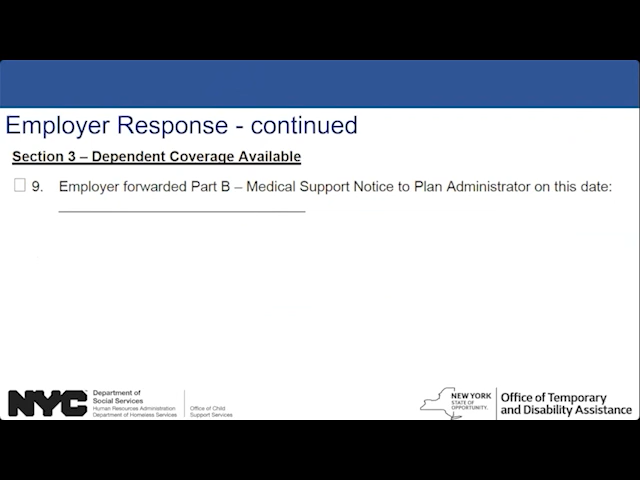 Employer Response - continued
Section 3 – Dependent Coverage Available
9. Employer forwarded Part B – Medical Support Notice to Plan Administrator on this date:
NYC
Department of
Social Services
Human Resources Administration
Department of Homeless Services
Office of Child
Support Services
NEW YORK
STATE OF
OPPORTUNITY.
Office of Temporary
and Disability Assistance